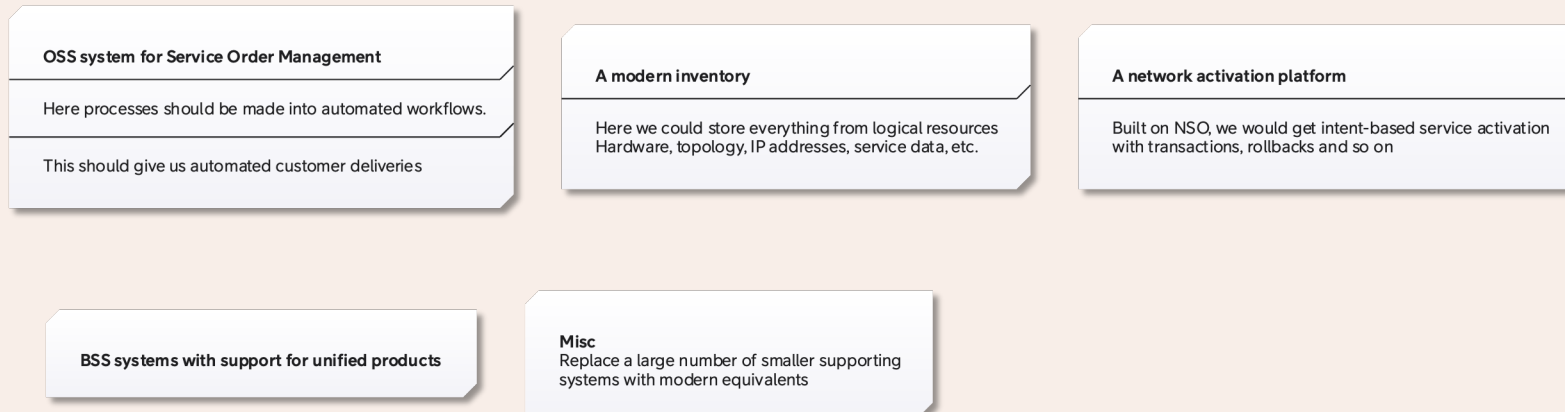 OSS system for Service Order Management
Here processes should be made into automated workflows.
This should give us automated customer deliveries
A modern inventory
Here we could store everything from logical resources
Hardware, topology, IP addresses, service data, etc.
A network activation platform
Built on NSO, we would get intent-based service activation
with transactions, rollbacks and so on
BSS systems with support for unified products
Misc
Replace a large number of smaller supporting
systems with modern equivalents